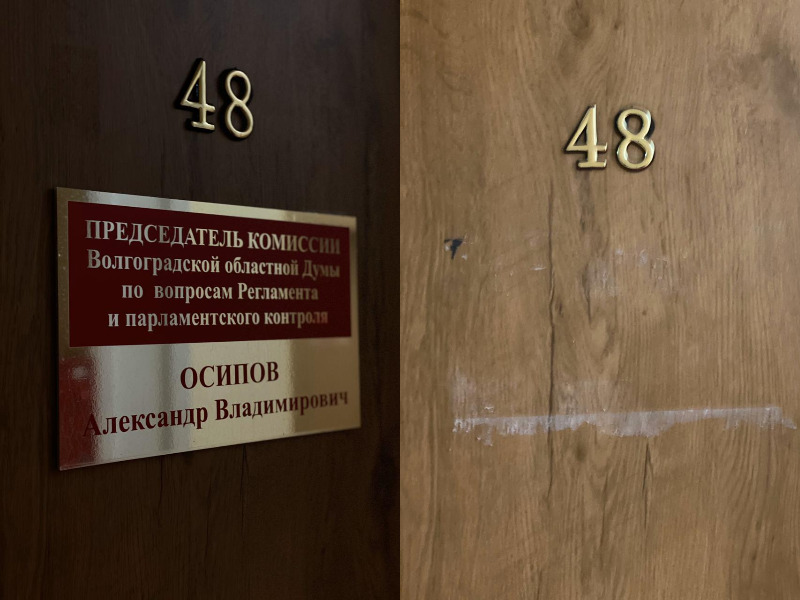 48
ПРЕДСЕДАТЕЛЬ КОМИССИИ
Волгоградской областной Думы
по вопросам Регламента
и парламентского контроля
ОСИПОВ
Александр Владимирович
48